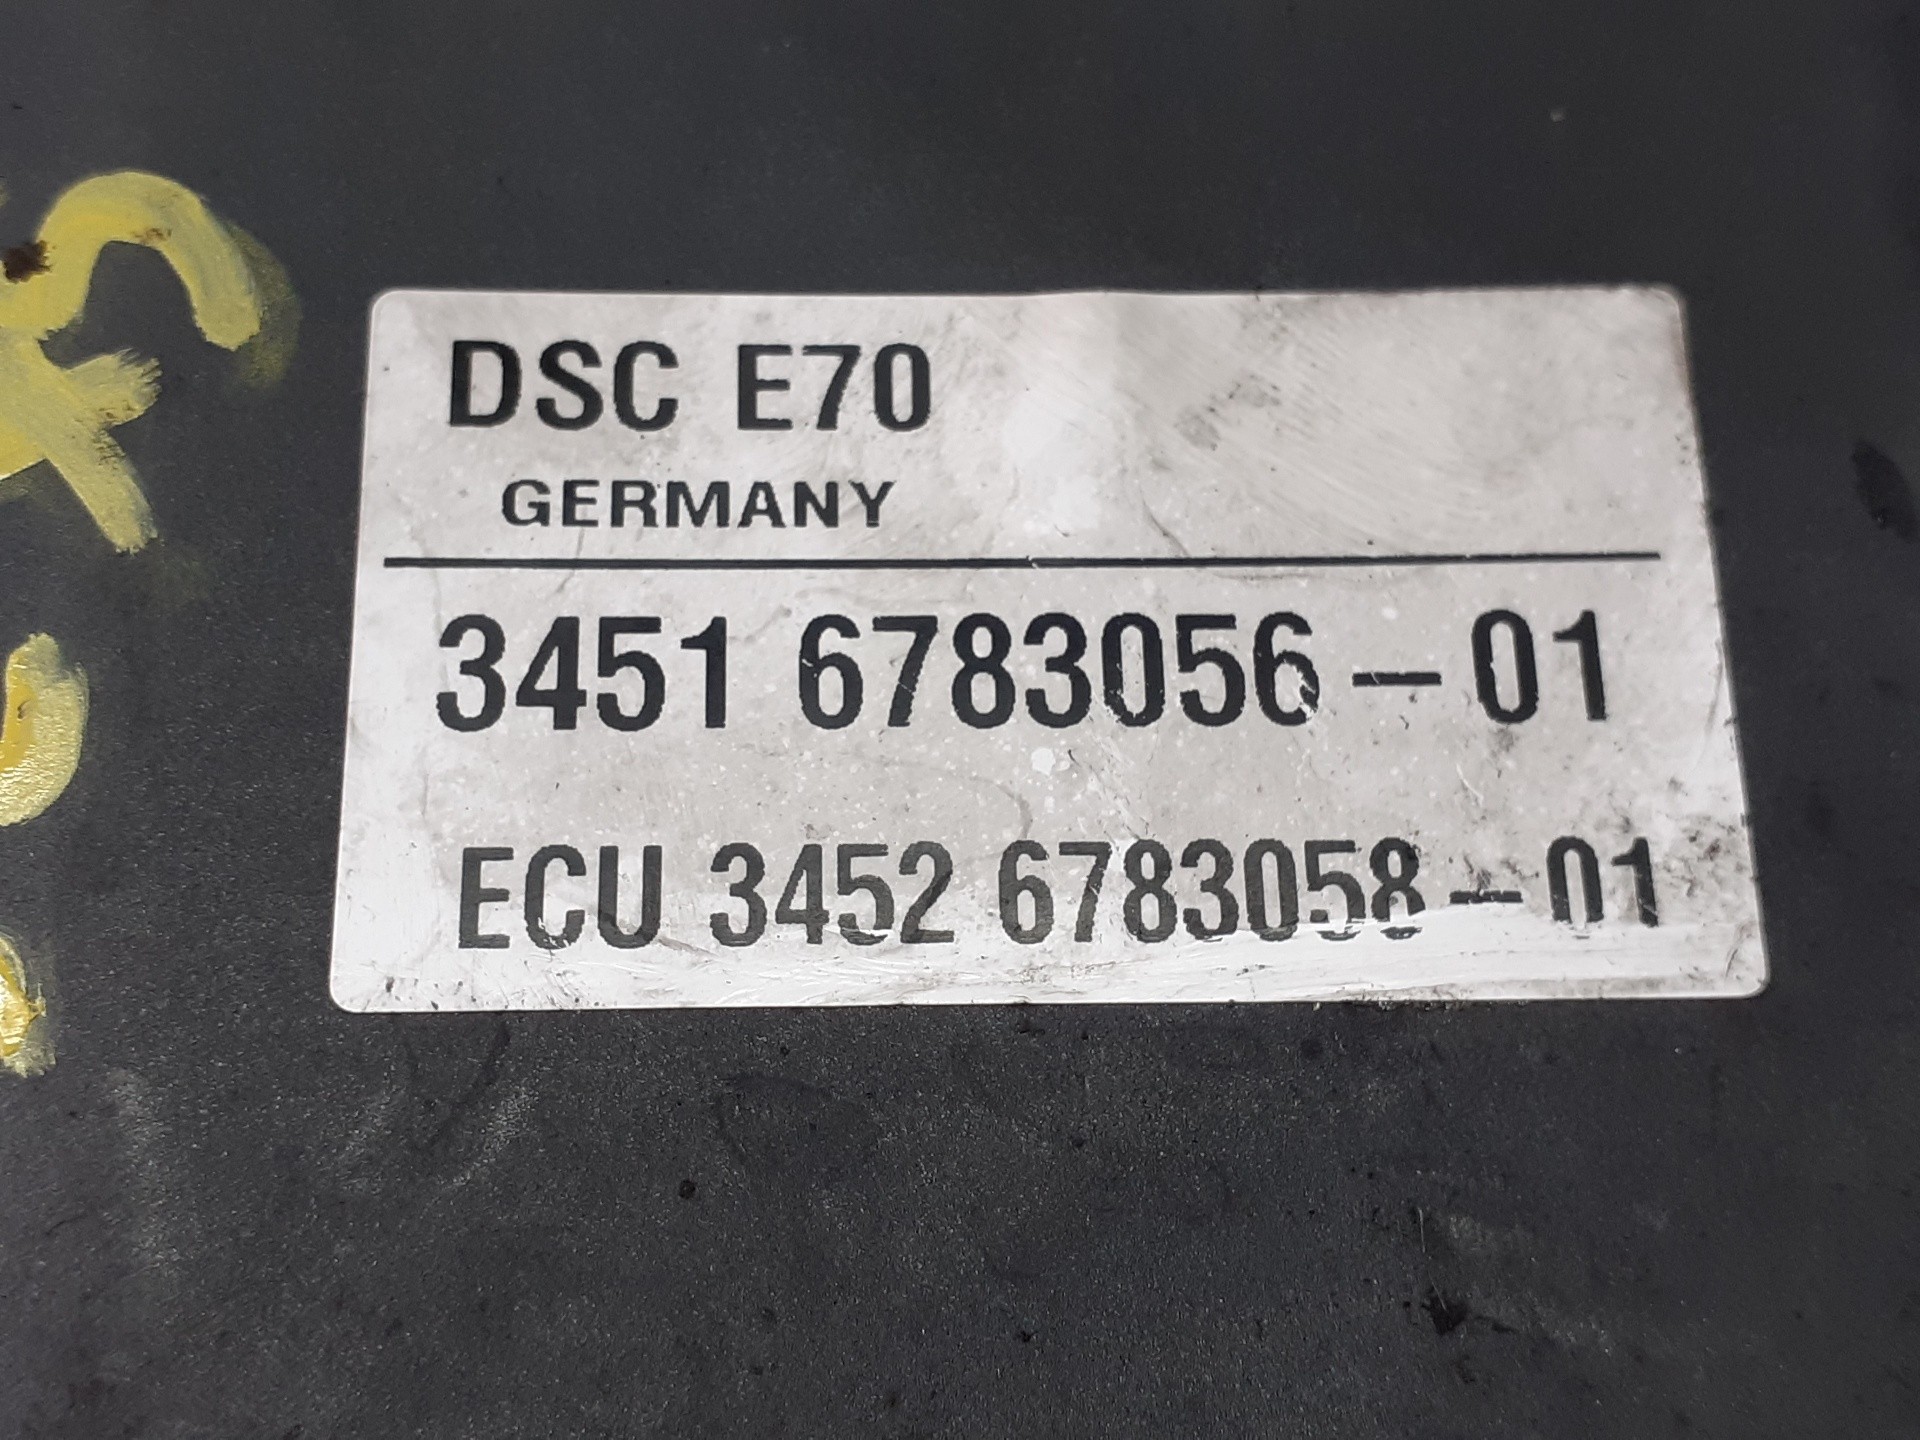 DSC E70
GERMANY
3451 6783056-01
ECU 3452 6783058-01